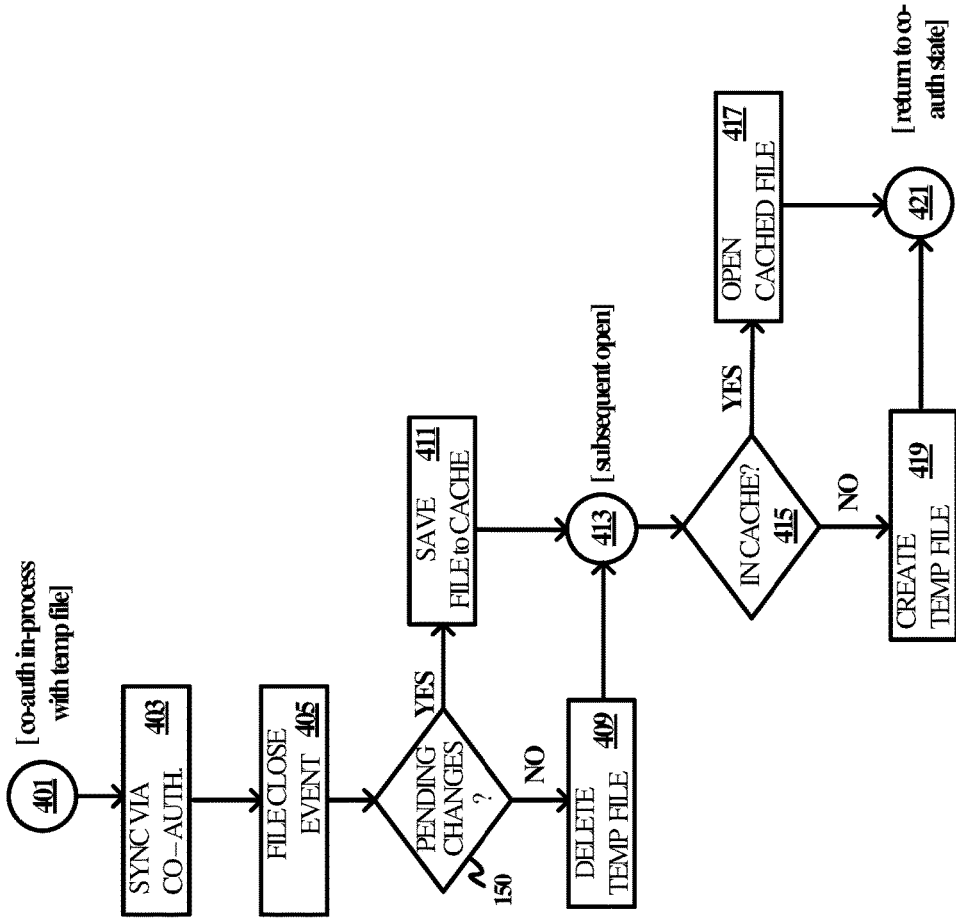 401
[co-auth in-process
with temp file]
SYNC VIA 403
CO–AUTH.
FILE CLOSE
EVENT 405
PENDING
CHANGES
?
150
YES
NO
SAVE 411
FILE to CACHE
DELETE 409
TEMP FILE
413
[subsequent open]
IN CACHE?
415
YES
NO
OPEN 417
CACHED FILE
CREATE 419
TEMP FILE
421
[return to co-
auth state]